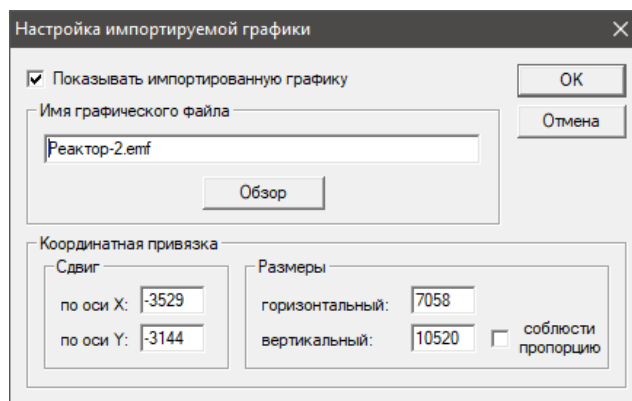 Настройка импортируемой графики
Показывать импортированную графику
OK
Имя графического файла
Отмена
Реактор-2.emf
Обзор
Координатная привязка
Сдвиг
Размеры
по оси X: -3529
горизонтальный: 7058
по оси Y: -3144
вертикальный: 10520
соблюсти
пропорцию